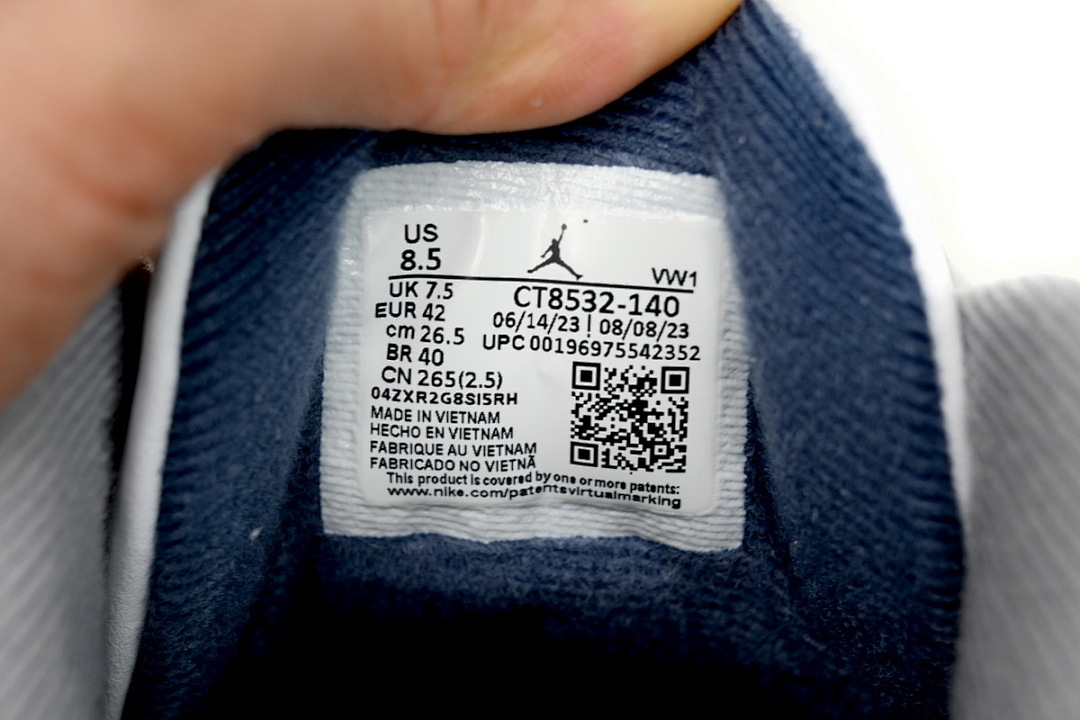 US
8.5
VW1
UK 7.5
EUR 42
cm 26.5
BR 40
CN 265(2.5)
CT8532-140
06/14/23 | 08/08/23
UPC 00196975542352
04ZXR2G8SI5RH
MADE IN VIETNAM
HECHO EN VIETNAM
FABRIQUE AU VIETNAM
FABRICADO NO VIETNÃ
This product is covered by one or more patents:
www.nike.com/patentsvirtualmarking